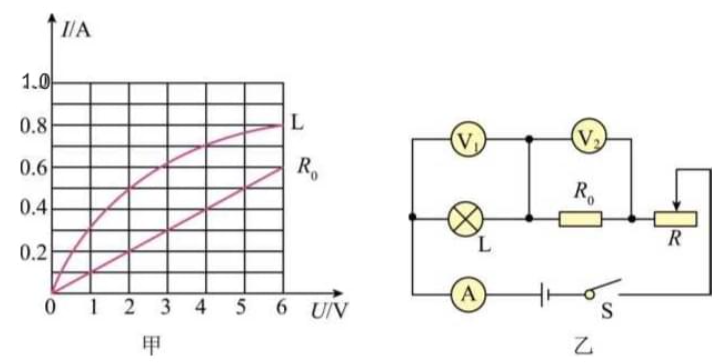 I/A
1.0
0.8
0.6
0.4
0.2
0 1 2 3 4 5 6 U/V
L
R₀
甲
V₁
V₂
R₀
L
R
A
S
乙